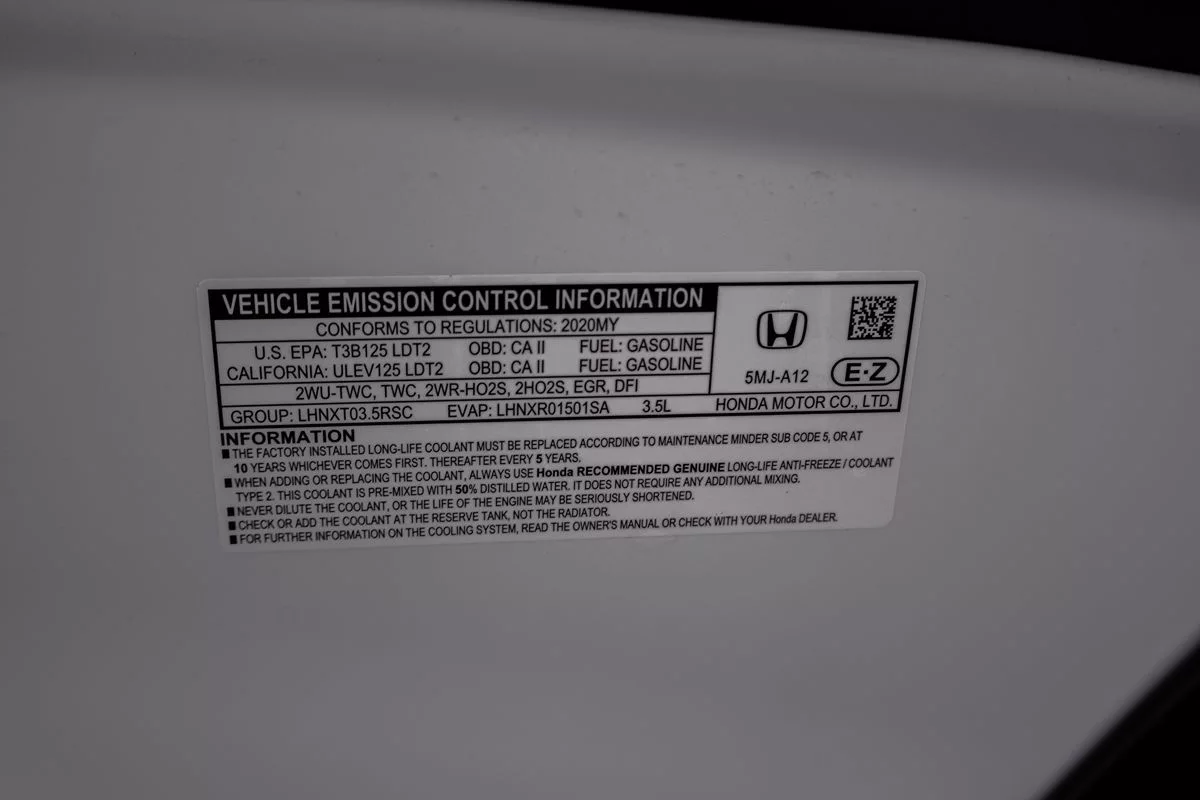 VEHICLE EMISSION CONTROL INFORMATION
CONFORMS TO REGULATIONS: 2020MY
U.S. EPA: T3B125 LDT2 OBD: CA II FUEL: GASOLINE
CALIFORNIA: ULEV125 LDT2 OBD: CA II FUEL: GASOLINE
2WU-TWC, TWC, 2WR-HO2S, 2HO2S, EGR, DFI
GROUP: LHNXT03.5RSC EVAP: LHNXR01501SA 3.5L
5MJ-A12 E·Z
HONDA MOTOR CO., LTD.
INFORMATION
■ THE FACTORY INSTALLED LONG-LIFE COOLANT MUST BE REPLACED ACCORDING TO MAINTENANCE MINDER SUB CODE 5, OR AT
10 YEARS WHICHEVER COMES FIRST. THEREAFTER EVERY 5 YEARS.
■ WHEN ADDING OR REPLACING THE COOLANT, ALWAYS USE Honda RECOMMENDED GENUINE LONG-LIFE ANTI-FREEZE / COOLANT
TYPE 2. THIS COOLANT IS PRE-MIXED WITH 50% DISTILLED WATER. IT DOES NOT REQUIRE ANY ADDITIONAL MIXING.
■ NEVER DILUTE THE COOLANT, OR THE LIFE OF THE ENGINE MAY BE SERIOUSLY SHORTENED.
■ CHECK OR ADD THE COOLANT AT THE RESERVE TANK, NOT THE RADIATOR.
■ FOR FURTHER INFORMATION ON THE COOLING SYSTEM, READ THE OWNER'S MANUAL OR CHECK WITH YOUR Honda DEALER.